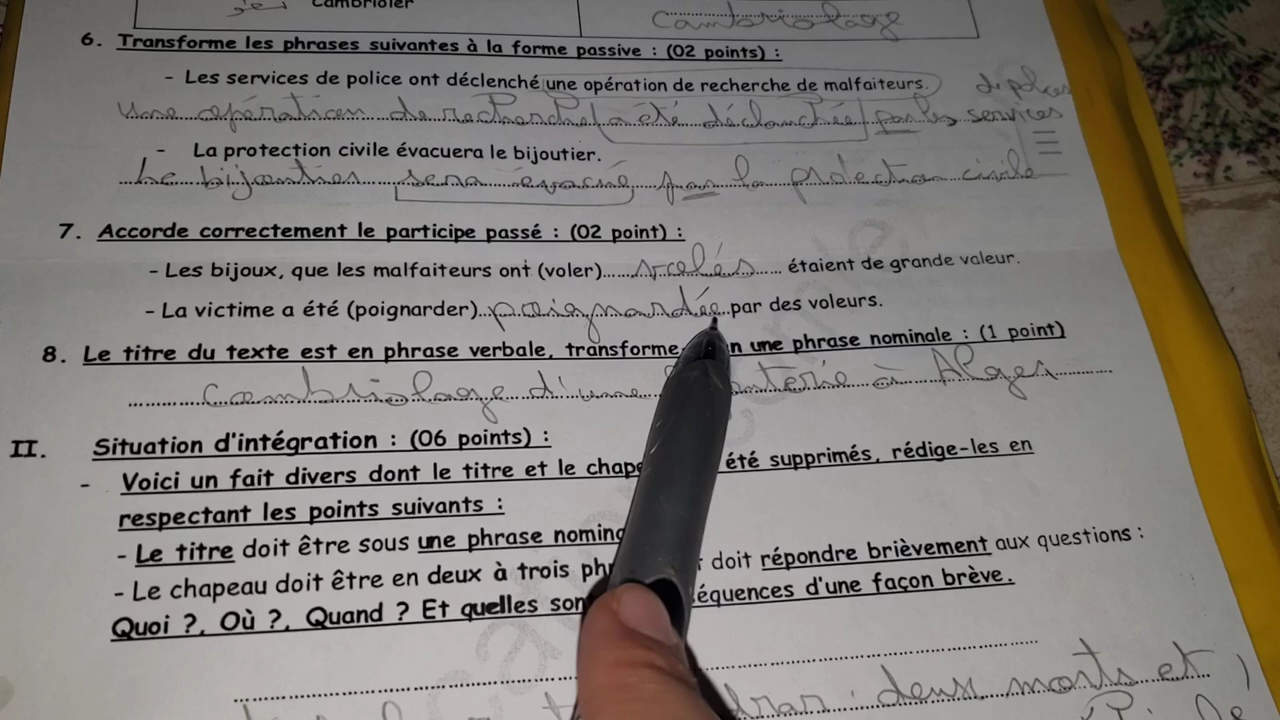 Cambrioler
cambriolage
6. Transforme les phrases suivantes à la forme passive : (02 points) :
- Les services de police ont déclenché une opération de recherche de malfaiteurs.
Une opération de recherche a été déclanchée par les services de police
- La protection civile évacuera le bijoutier.
Le bijoutier sera évacué par la protection civile
7. Accorde correctement le participe passé : (02 point) :
- Les bijoux, que les malfaiteurs ont (voler)......volés...... étaient de grande valeur.
- La victime a été (poignarder)..poignardée..par des voleurs.
8. Le titre du texte est en phrase verbale, transforme n une phrase nominale : (1 point)
cambriolage d'une à Alger
II. Situation d'intégration : (06 points) :
- Voici un fait divers dont le titre et le chape été supprimés, rédige-les en
respectant les points suivants :
- Le titre doit être sous une phrase nomin
- Le chapeau doit être en deux à trois ph doit répondre brièvement aux questions :
Quoi ?, Où ?, Quand ? Et quelles son équences d'une façon brève.
drar : deux morts et